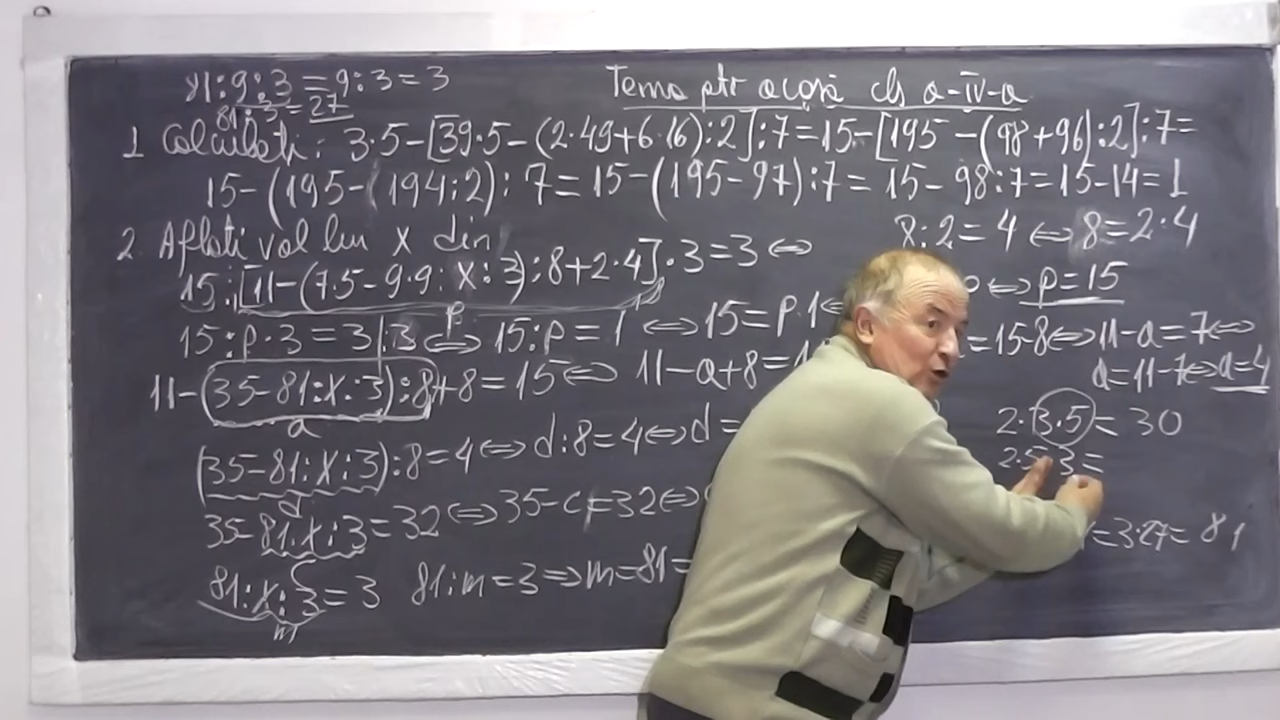 81:9:3=9:3=3
81:3=27
Tema ptr acasă cls a-IV-a
1 Calculati: 3·5-[39·5-(2·49+6·16):2]:7=15-[195-(98+96):2]:7=
15-(195-(194:2):7=15-(195-97):7=15-98:7=15-14=1
2. Aflati val lui x din
8:2=4⇔8=2·4
15:[11-(7·5-9·9:x:3):8+2·4]·3=3⇔
p
⇔p=15
15:p·3=3|:3⇔15:p=1⇔15=p·1⇔
=15-8⇔11-a=7⇔
11-(35-81:x:3):8+8=15⇔11-a+8=1
a=11-7⇔a=4
a
2·(3·5)=30
(35-81:x:3):8=4⇔d:8=4⇔d=
2·5·3=
d
35-81:x:3=32⇔35-c=32⇔
=3·27=81
c
81:x:3=3 81:m=3⇒m=81=
m